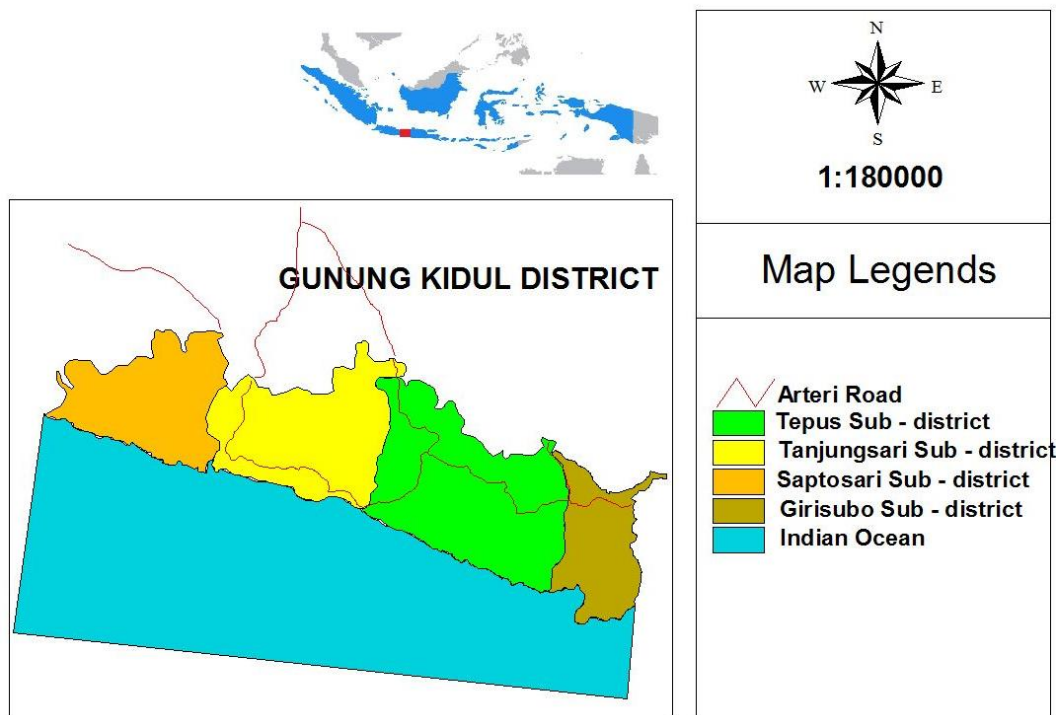 N
W E
S
1:180000
GUNUNG KIDUL DISTRICT
Map Legends
Arteri Road
Tepus Sub - district
Tanjungsari Sub - district
Saptosari Sub - district
Girisubo Sub - district
Indian Ocean